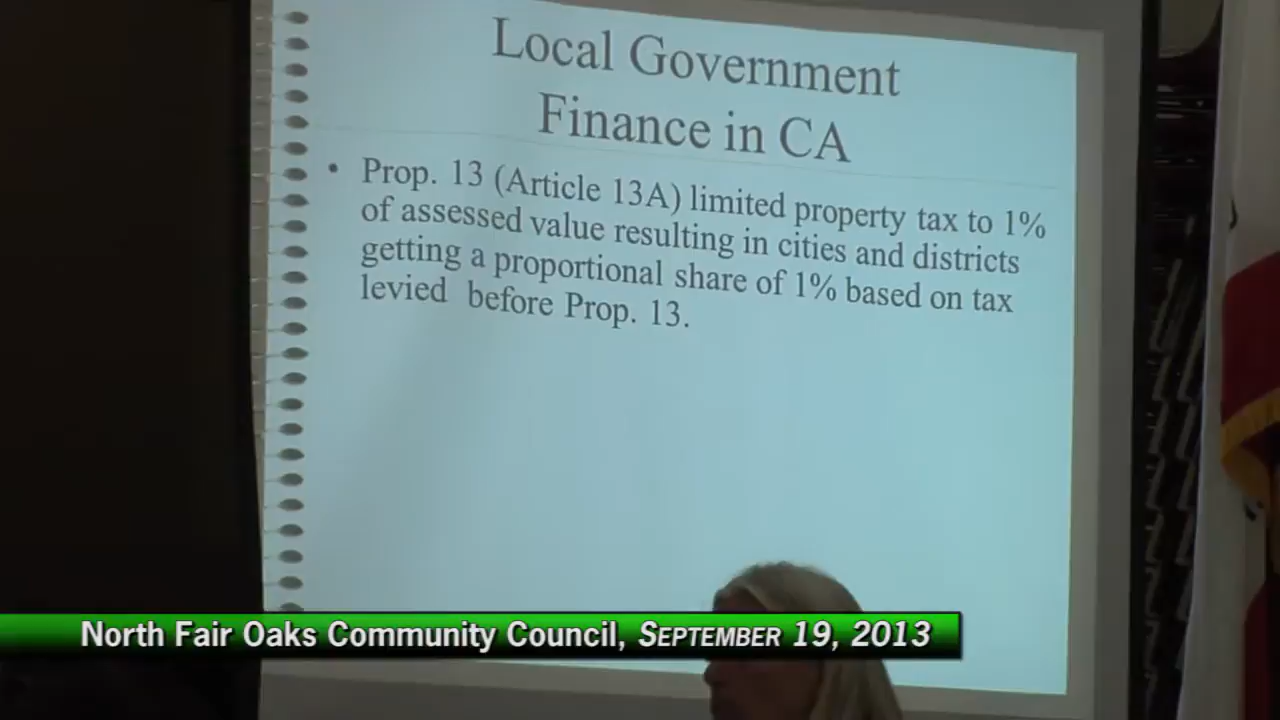 Local Government
Finance in CA
• Prop. 13 (Article 13A) limited property tax to 1%
of assessed value resulting in cities and districts
getting a proportional share of 1% based on tax
levied before Prop. 13.
North Fair Oaks Community Council, SEPTEMBER 19, 2013